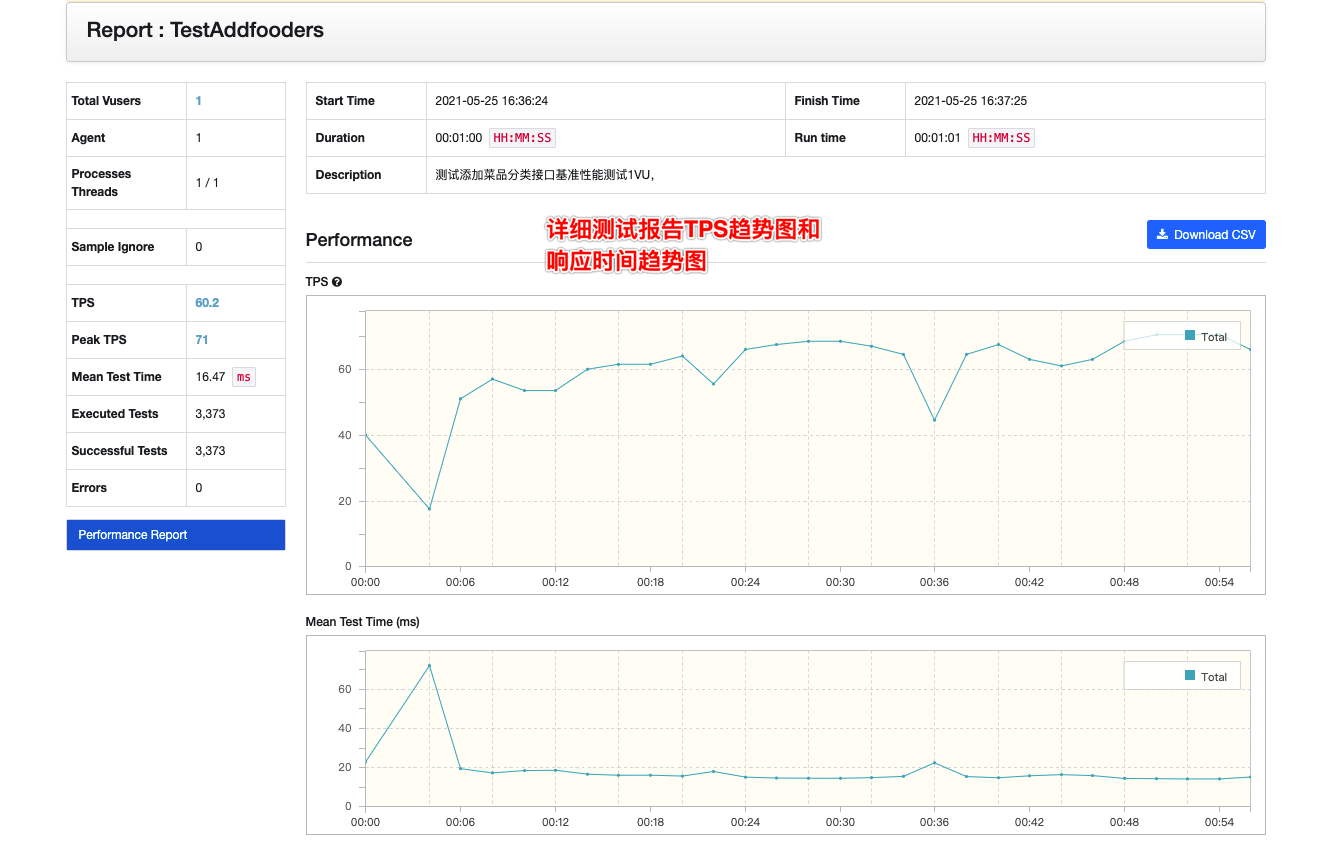 Report : TestAddfooders
Total Vusers 1
Agent 1
Processes
Threads 1 / 1
Sample Ignore 0
TPS 60.2
Peak TPS 71
Mean Test Time 16.47 ms
Executed Tests 3,373
Successful Tests 3,373
Errors 0
Performance Report
Start Time 2021-05-25 16:36:24 Finish Time 2021-05-25 16:37:25
Duration 00:01:00 HH:MM:SS Run time 00:01:01 HH:MM:SS
Description 测试添加菜品分类接口基准性能测试1VU,
Performance
详细测试报告TPS趋势图和
响应时间趋势图
Download CSV
TPS ?
Total
60
40
20
0
00:00 00:06 00:12 00:18 00:24 00:30 00:36 00:42 00:48 00:54
Mean Test Time (ms)
Total
60
40
20
0
00:00 00:06 00:12 00:18 00:24 00:30 00:36 00:42 00:48 00:54